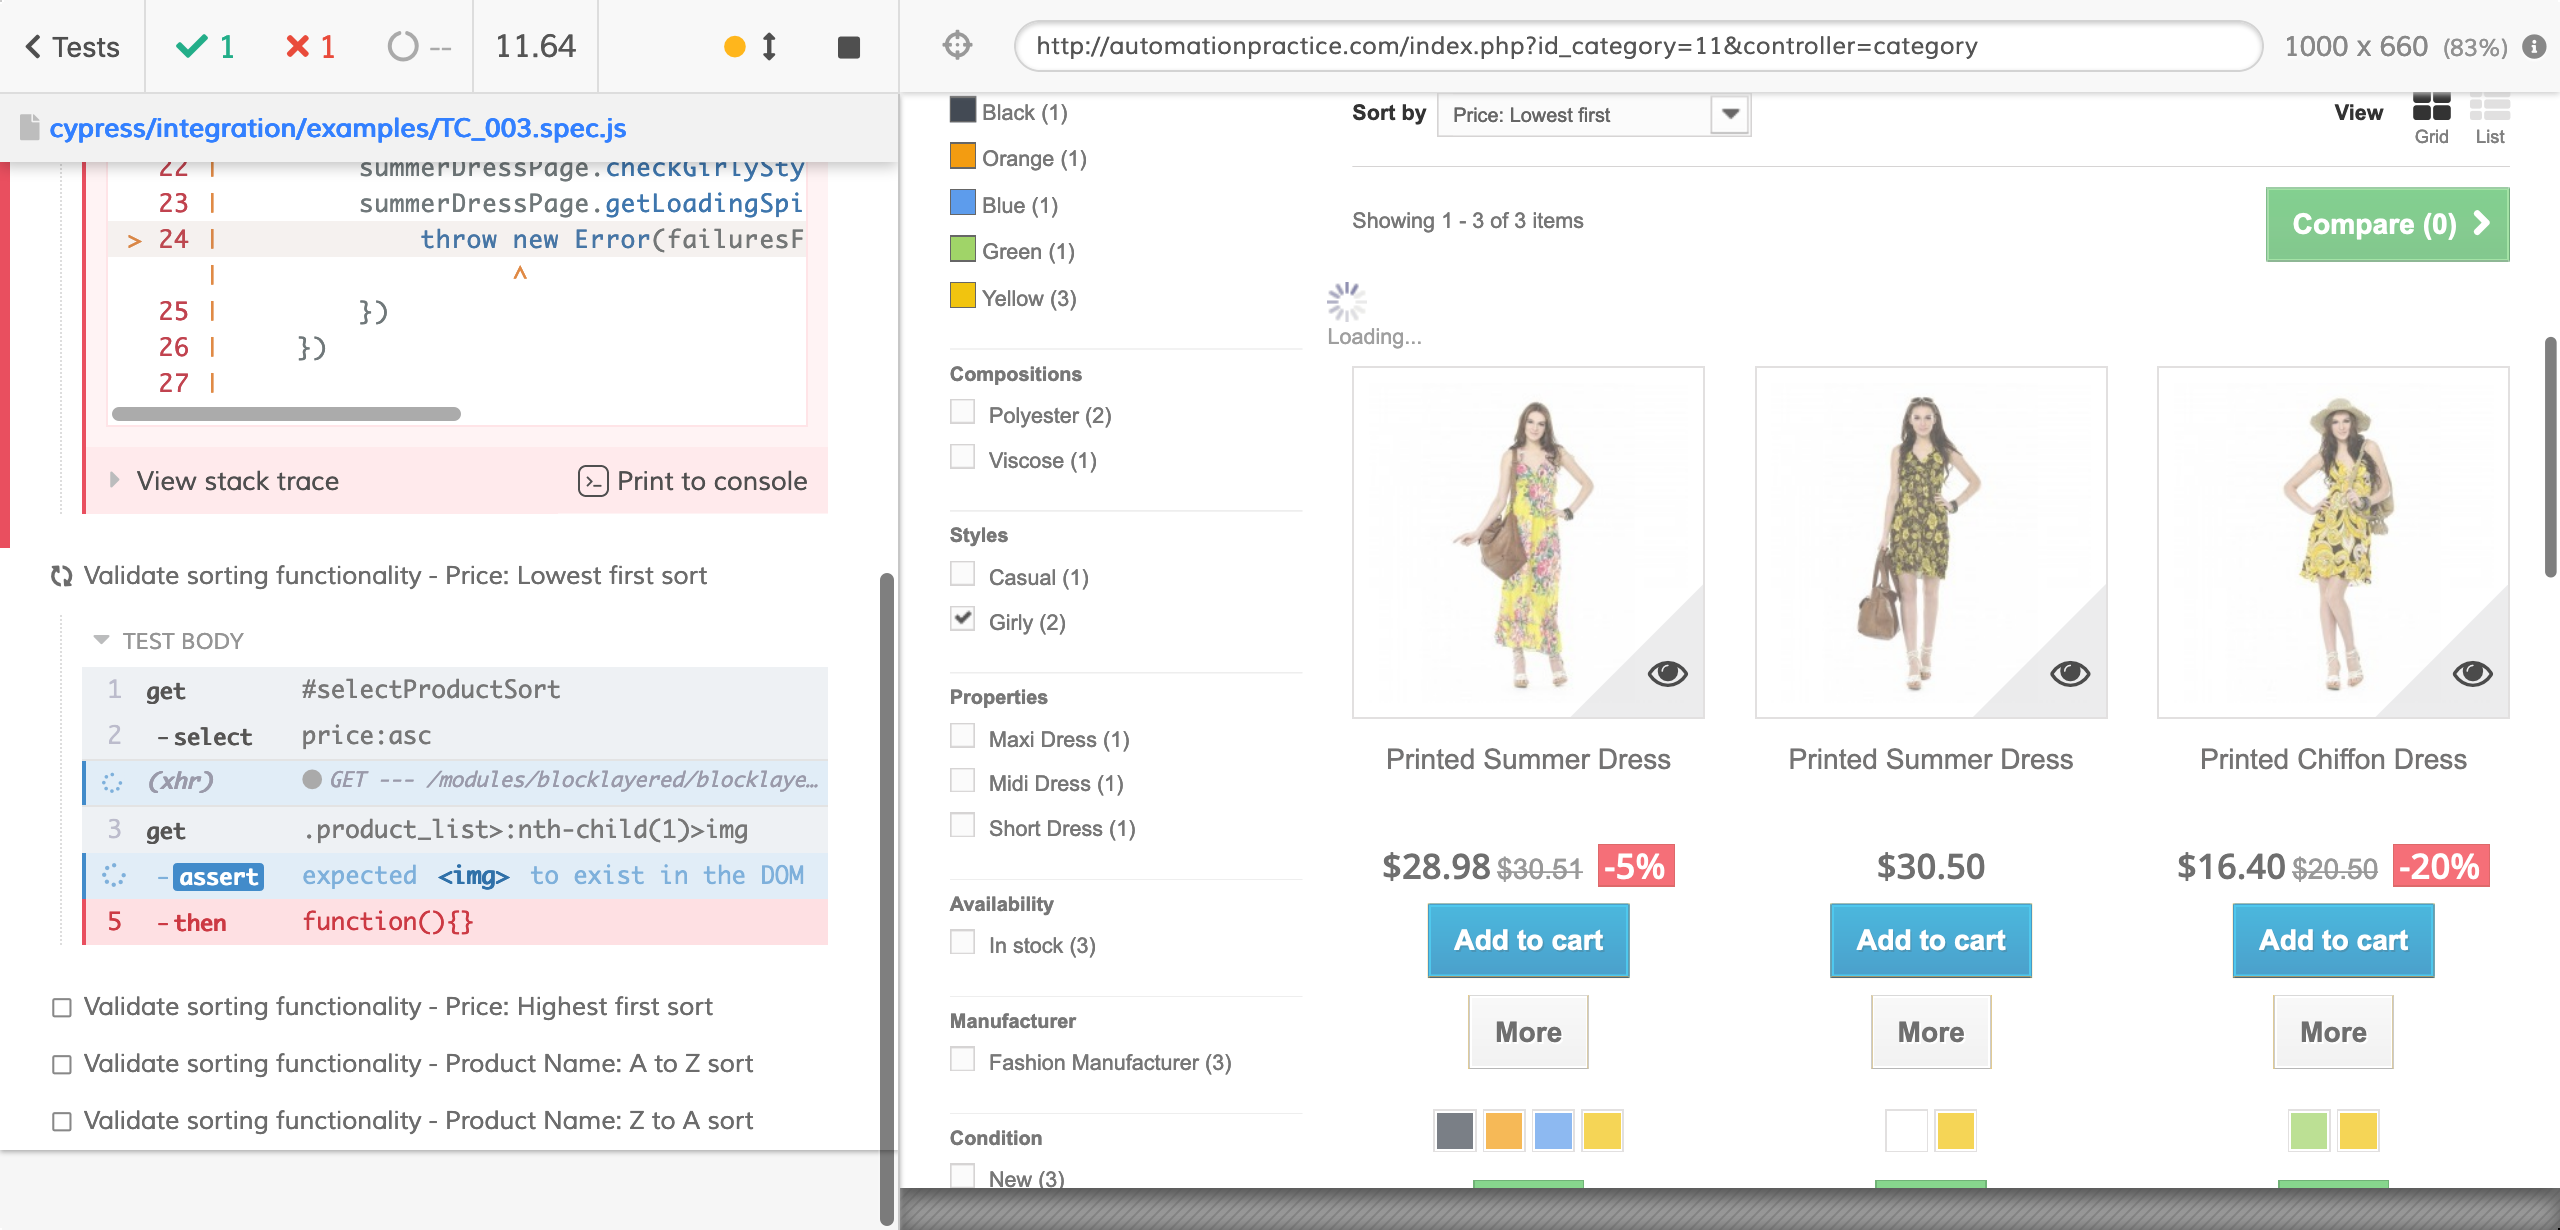 Tests
1
1
--
11.64
http://automationpractice.com/index.php?id_category=11&controller=category
1000 x 660 (83%)
cypress/integration/examples/TC_003.spec.js
22 | summerDressPage.checkGirlySty
23 | summerDressPage.getLoadingSpi
> 24 | throw new Error(failuresF
| ^
25 | })
26 | })
27 |
View stack trace
Print to console
Validate sorting functionality - Price: Lowest first sort
TEST BODY
1 get #selectProductSort
2 -select price:asc
(xhr) GET --- /modules/blocklayered/blocklaye...
3 get .product_list>:nth-child(1)>img
-assert expected <img> to exist in the DOM
5 -then function(){}
Validate sorting functionality - Price: Highest first sort
Validate sorting functionality - Product Name: A to Z sort
Validate sorting functionality - Product Name: Z to A sort
Black (1)
Orange (1)
Blue (1)
Green (1)
Yellow (3)
Compositions
Polyester (2)
Viscose (1)
Styles
Casual (1)
Girly (2)
Properties
Maxi Dress (1)
Midi Dress (1)
Short Dress (1)
Availability
In stock (3)
Manufacturer
Fashion Manufacturer (3)
Condition
New (3)
Sort by Price: Lowest first
View
Grid
List
Showing 1 - 3 of 3 items
Compare (0)
Loading...
Printed Summer Dress
$28.98 $30.51 -5%
Add to cart
More
Printed Summer Dress
$30.50
Add to cart
More
Printed Chiffon Dress
$16.40 $20.50 -20%
Add to cart
More